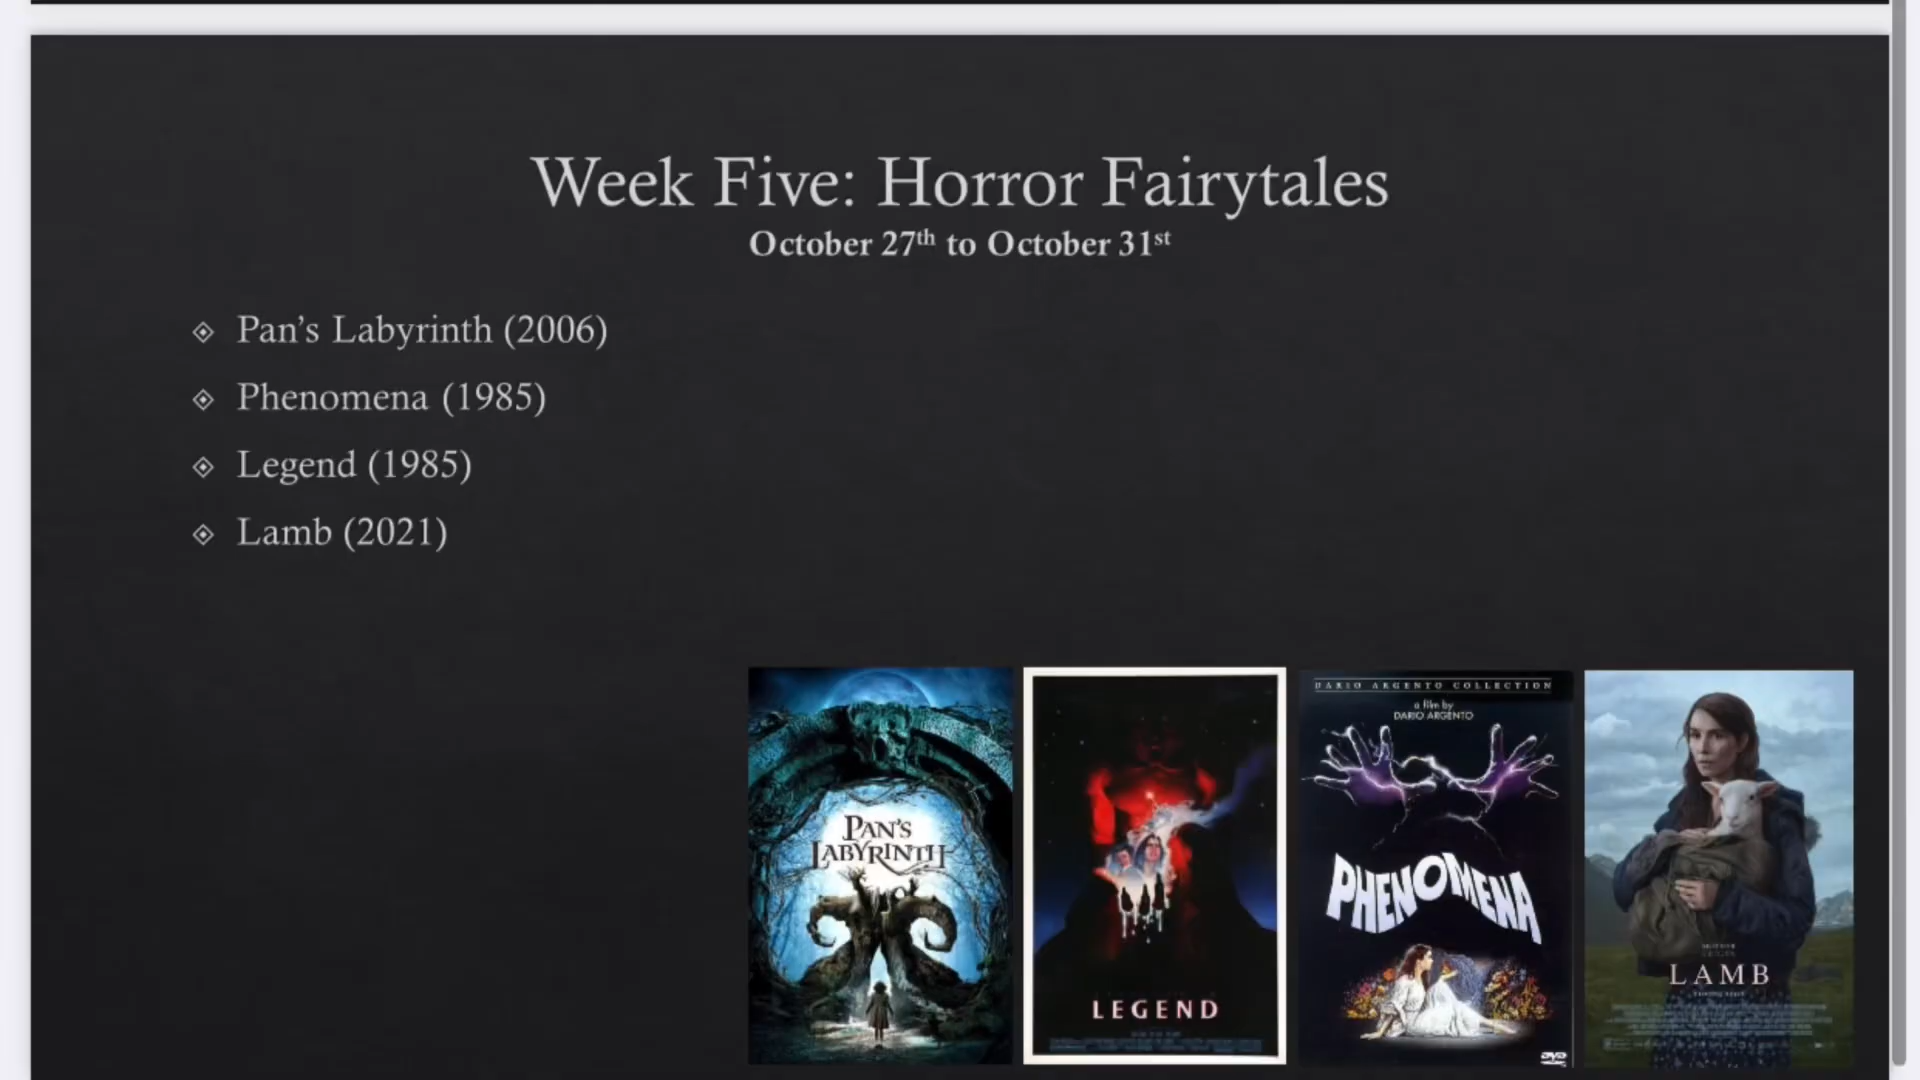 Week Five: Horror Fairytales
October 27th to October 31st
Pan's Labyrinth (2006)
Phenomena (1985)
Legend (1985)
Lamb (2021)
PAN'S
LABYRINTH
LEGEND
DARIO ARGENTO COLLECTION
a film by
DARIO ARGENTO
PHENOMENA
DVD
LAMB